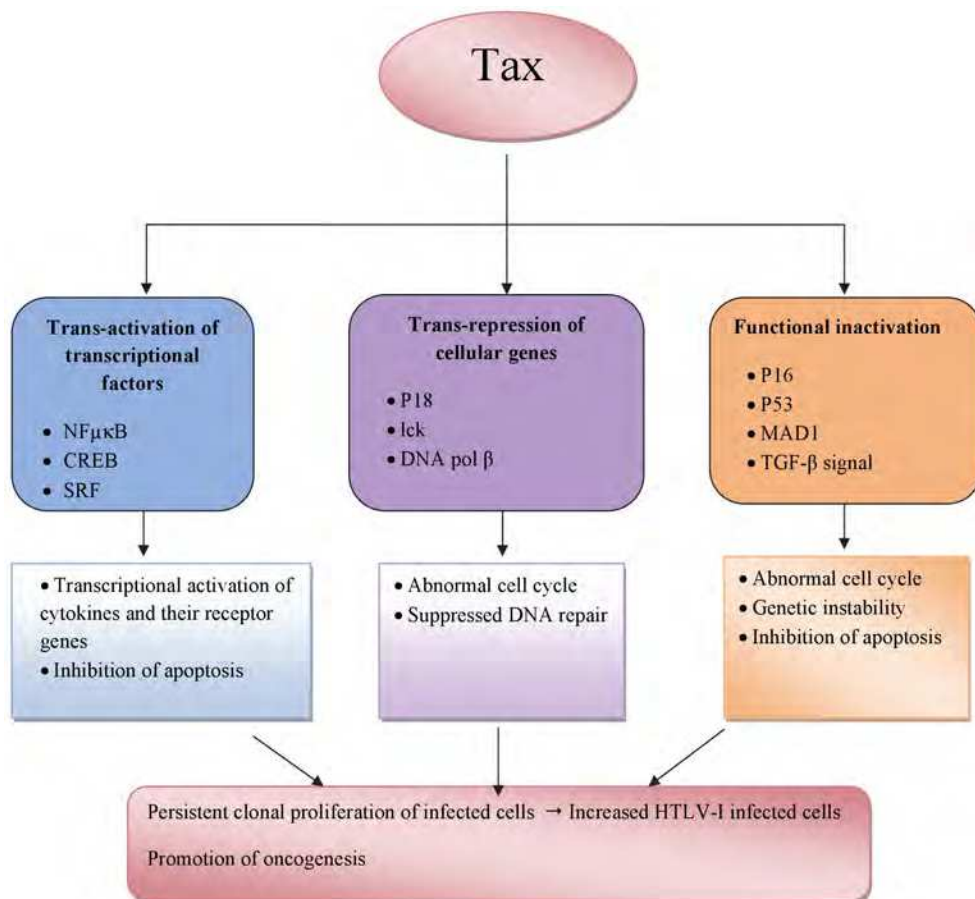 Tax
Trans-activation of
transcriptional
factors
• NFμκB
• CREB
• SRF
Trans-repression of
cellular genes
• P18
• lck
• DNA pol β
Functional inactivation
• P16
• P53
• MAD1
• TGF-β signal
• Transcriptional activation of
cytokines and their receptor
genes
• Inhibition of apoptosis
• Abnormal cell cycle
• Suppressed DNA repair
• Abnormal cell cycle
• Genetic instability
• Inhibition of apoptosis
Persistent clonal proliferation of infected cells → Increased HTLV-I infected cells
Promotion of oncogenesis